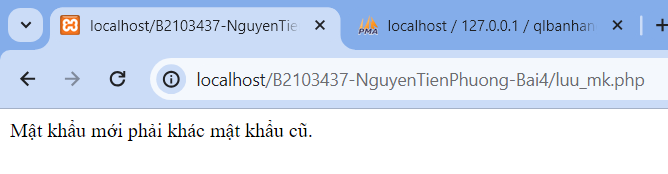 localhost/B2103437-NguyenTie
localhost / 127.0.0.1 / qlbanhan
PMA
localhost/B2103437-NguyenTienPhuong-Bai4/luu_mk.php
Mật khẩu mới phải khác mật khẩu cũ.